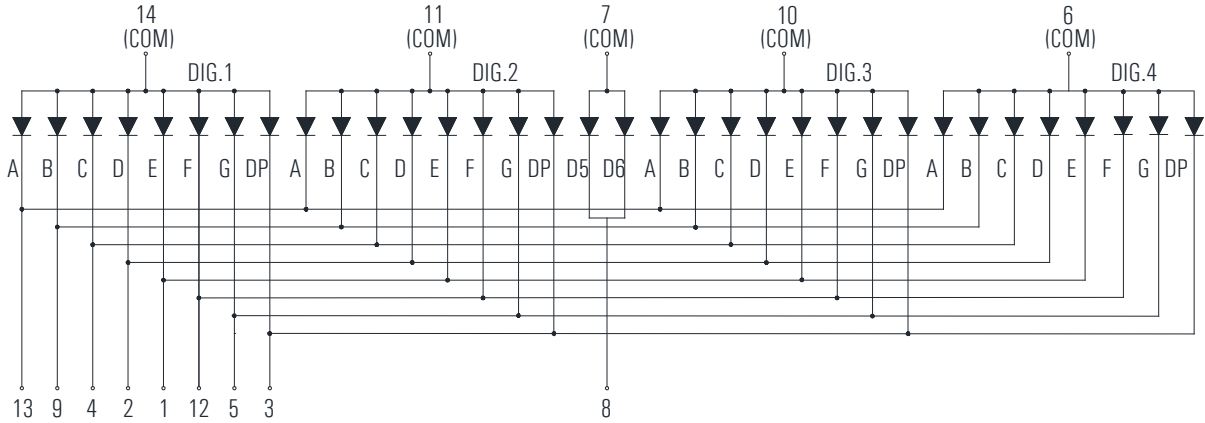 14 11 7 10 6
(COM) (COM) (COM) (COM) (COM)
DIG.1 DIG.2 DIG.3 DIG.4
A B C D E F G DP A B C D E F G DP D5 D6 A B C D E F G DP A B C D E F G DP
13 9 4 2 1 12 5 3 8